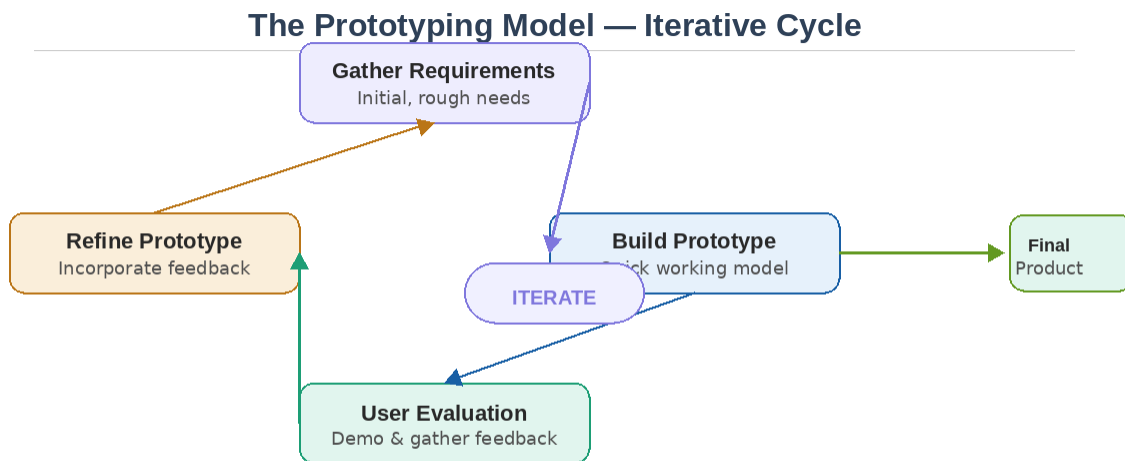 The Prototyping Model — Iterative Cycle
Gather Requirements
Initial, rough needs
Refine Prototype
Incorporate feedback
Build Prototype
working model
Final
Product
ITERATE
User Evaluation
Demo & gather feedback